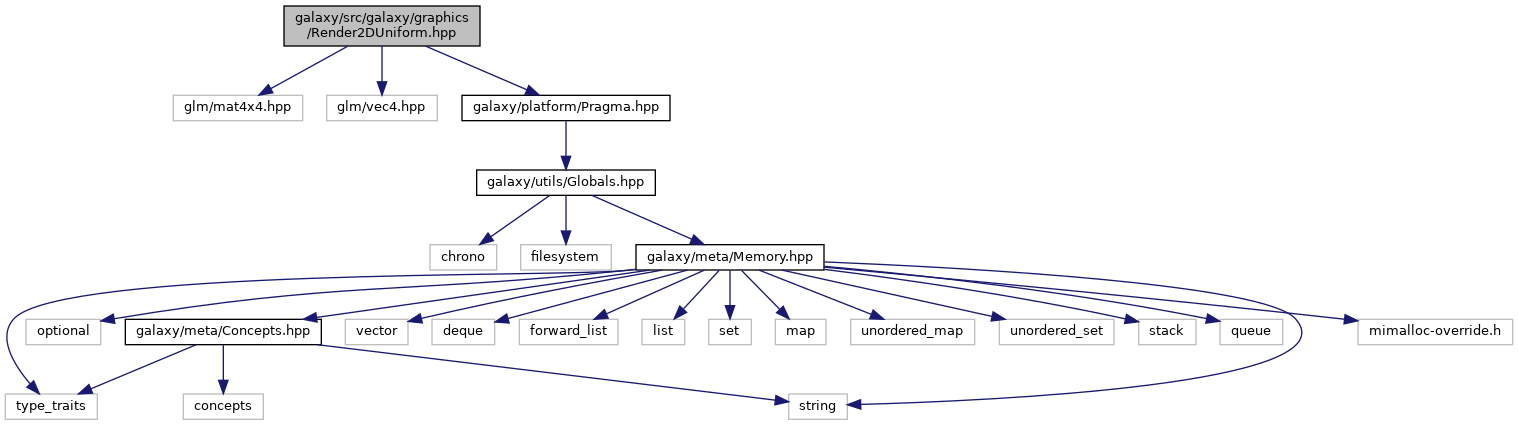 galaxy/src/galaxy/graphics
/Render2DUniform.hpp
glm/mat4x4.hpp
glm/vec4.hpp
galaxy/platform/Pragma.hpp
galaxy/utils/Globals.hpp
chrono
filesystem
galaxy/meta/Memory.hpp
optional
galaxy/meta/Concepts.hpp
vector
deque
forward_list
list
set
map
unordered_map
unordered_set
stack
queue
mimalloc-override.h
type_traits
concepts
string